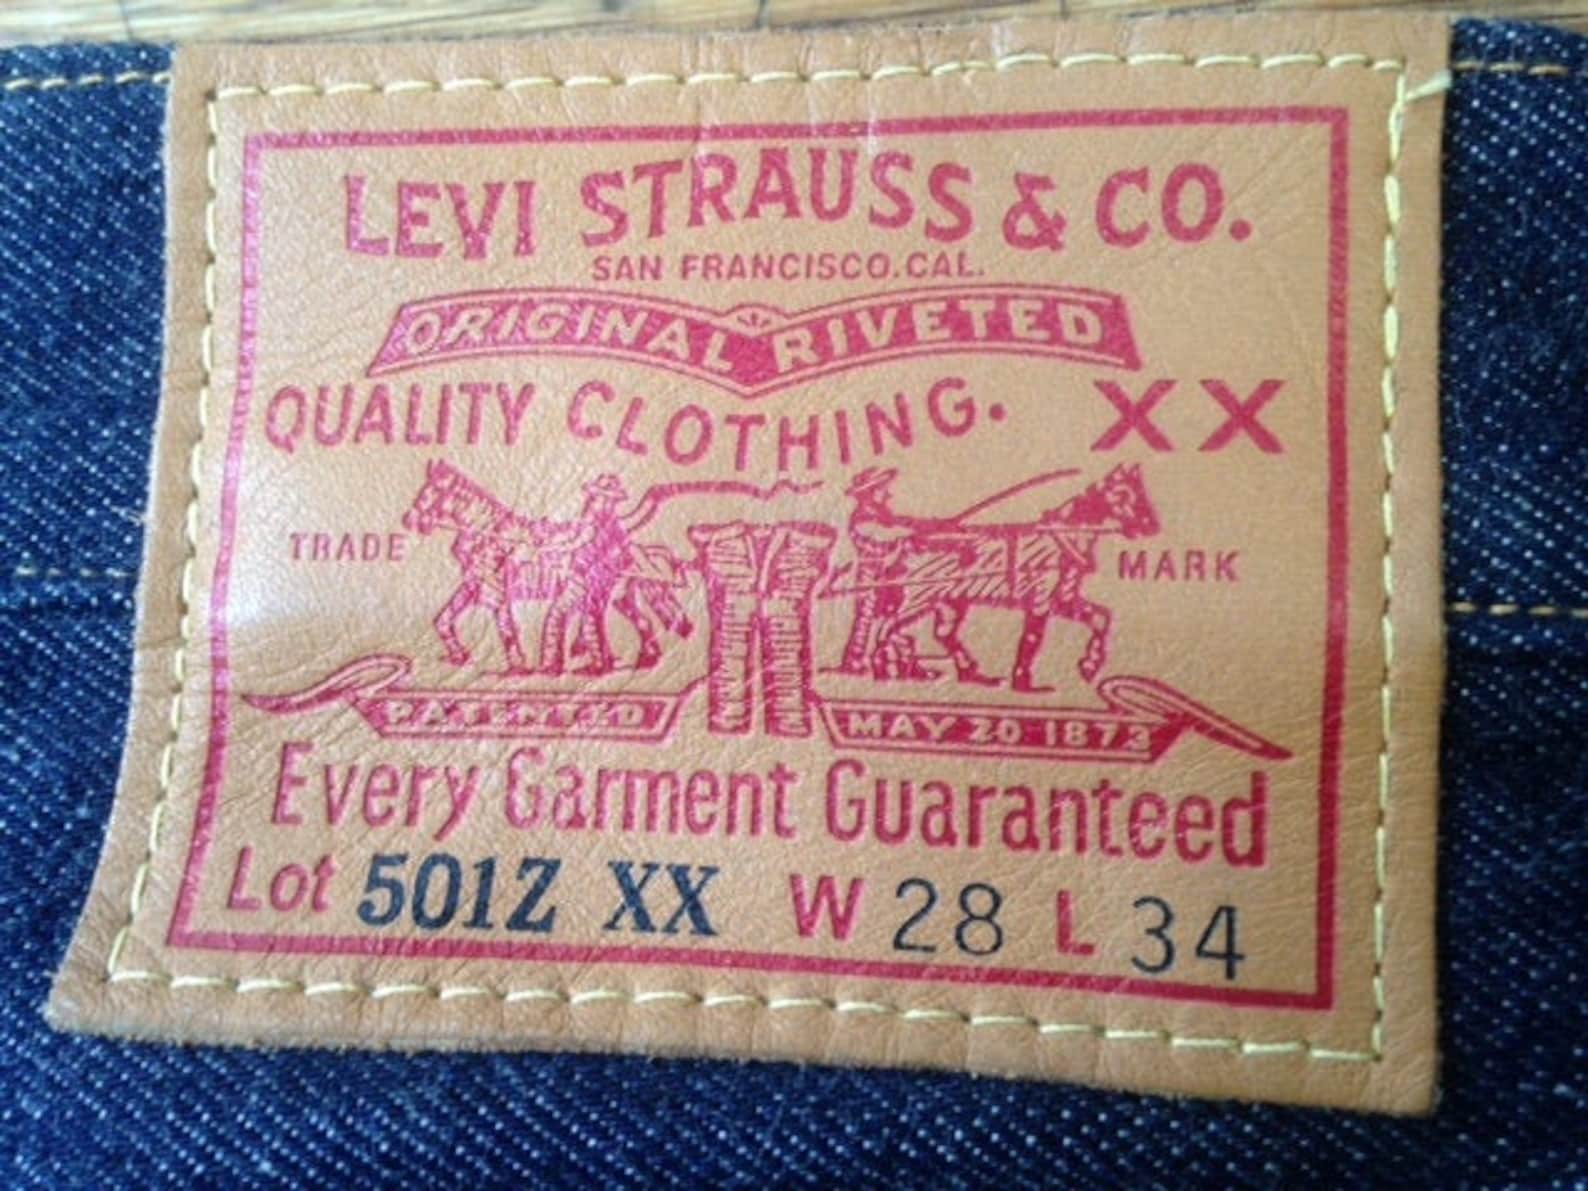 LEVI STRAUSS & CO.
SAN FRANCISCO.CAL.
ORIGINAL RIVETED
QUALITY CLOTHING. XX
TRADE MARK
PATENTED MAY 20 1873
Every Garment Guaranteed
Lot 501Z XX W 28 L 34